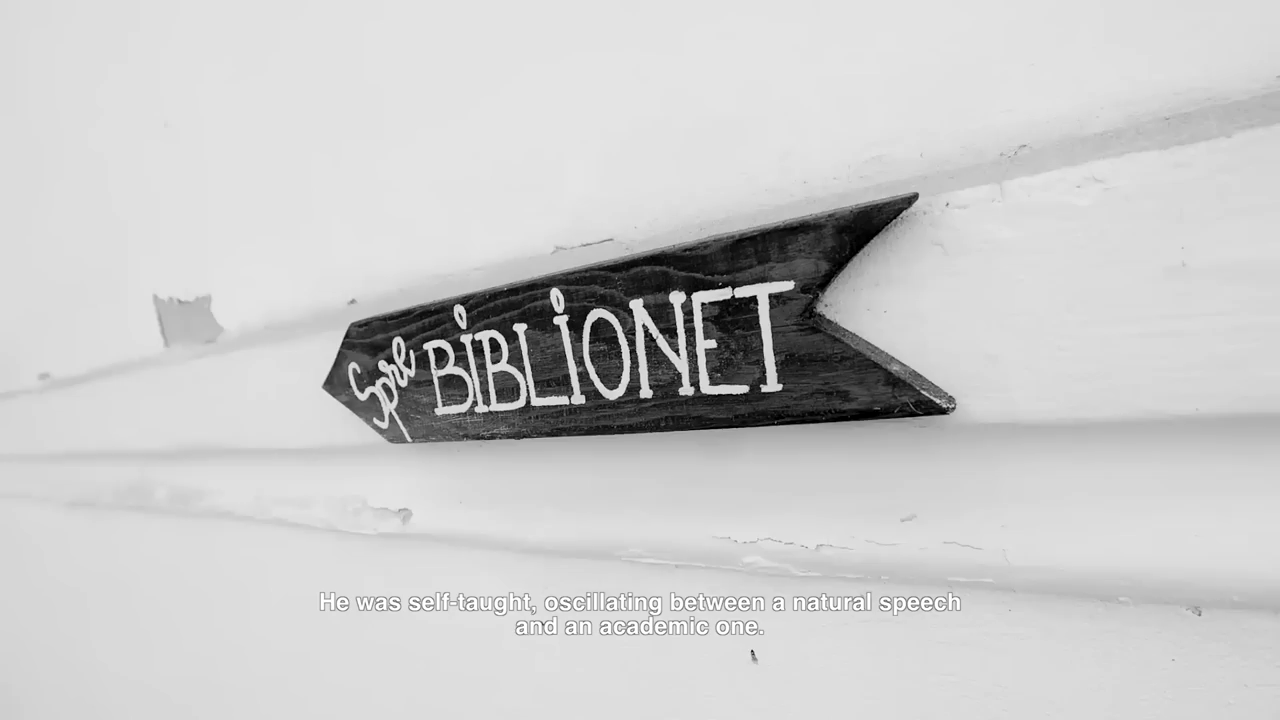 Spre BIBLIONET
He was self-taught, oscillating between a natural speech
and an academic one.